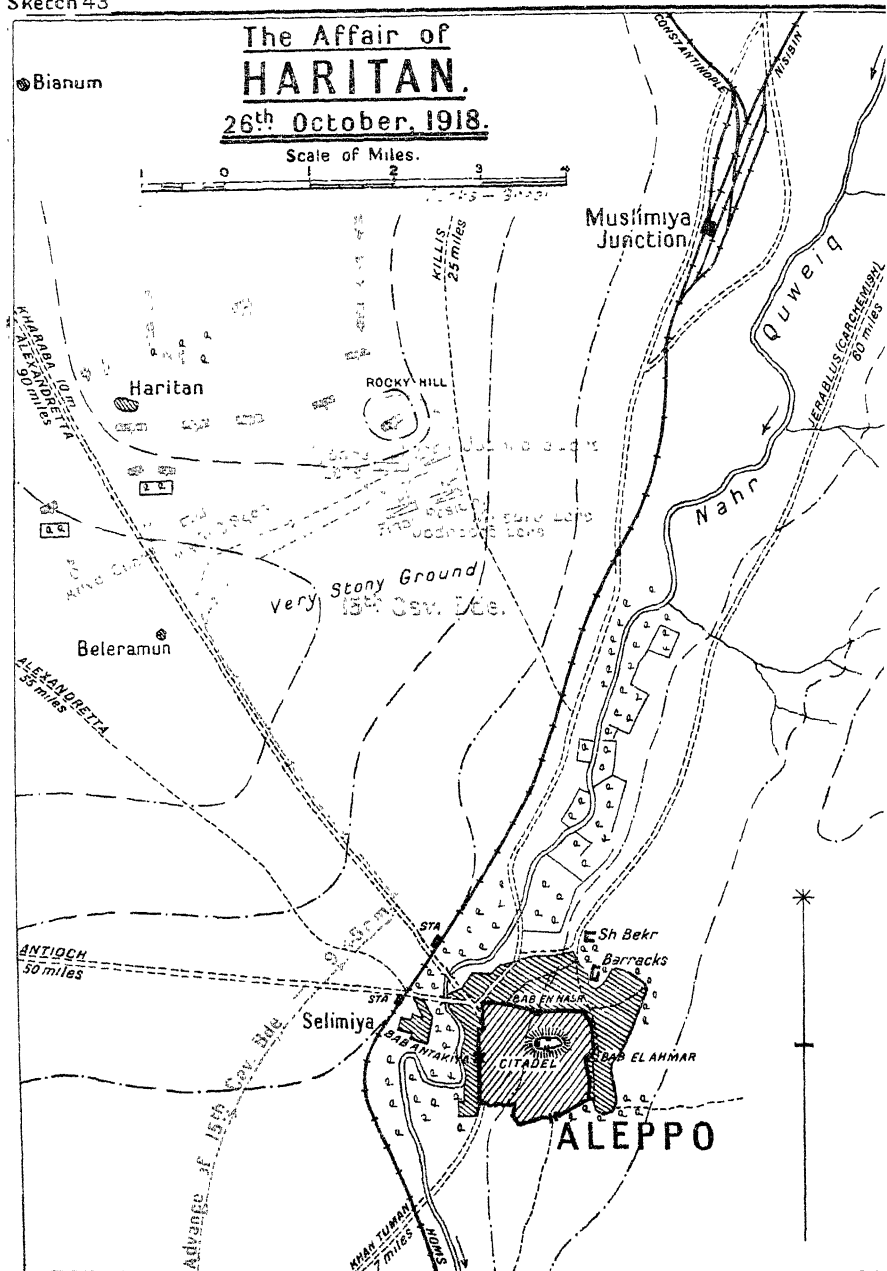 Sketch 43
The Affair of
HARITAN.
26th October, 1918.
Scale of Miles.
1 0 1 2 3 4
Bianum
CONSTANTINOPLE
NISIBIN
Muslimiya
Junction
Quweiq
Nahr
JERABLUS (CARCHEMISH)
60 miles
KILLIS
25 miles
KHARABA 10 m
ALEXANDRETTA
90 miles
Haritan
ROCKY HILL
Very Stony Ground
15th Cav. Bde.
Beleramun
ALEXANDRETTA
55 miles
9.45 a.m.
STA
Sh Bekr
Barracks
ANTIOCH
50 miles
STA
BAB EN NASR
Selimiya
BAB ANTAKIYA
CITADEL
BAB EL AHMAR
ALEPPO
Advance of 15th Cav. Bde
KHAN TUMAN
7 miles
HOMS